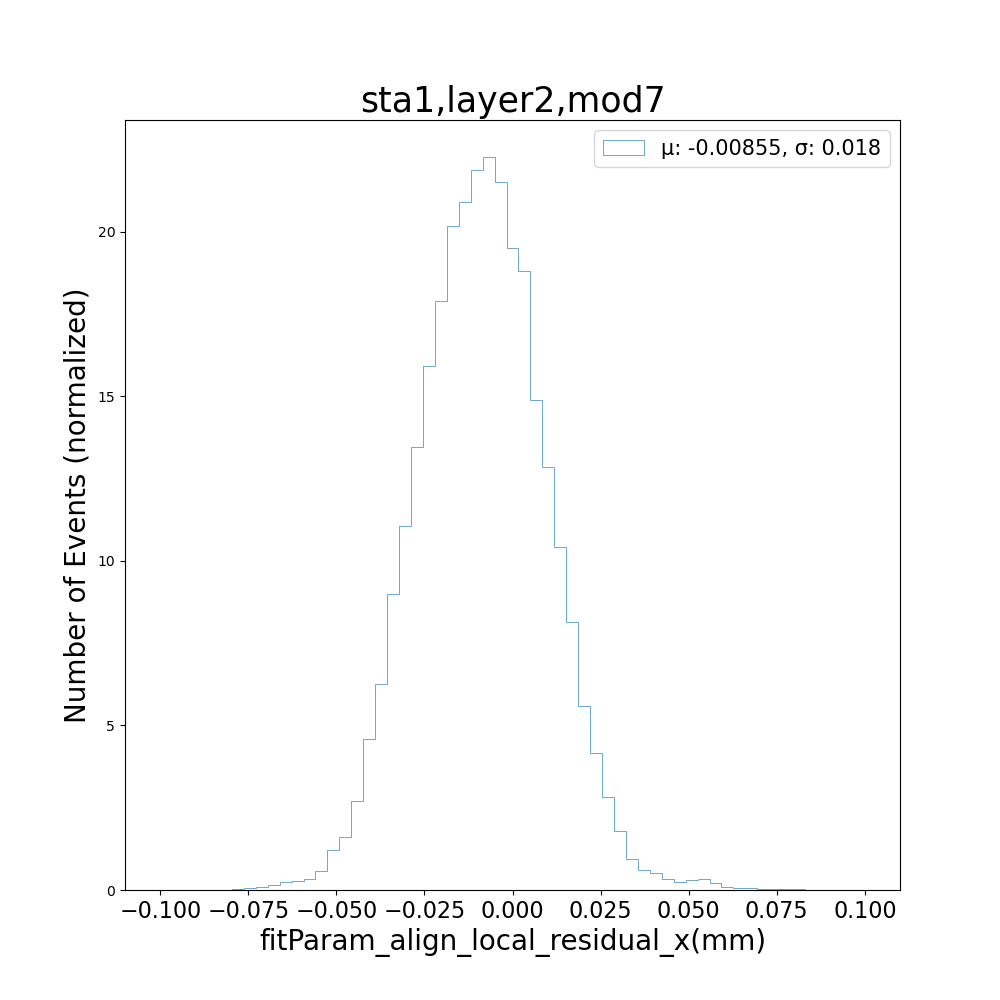 sta1,layer2,mod7
μ: -0.00855, σ: 0.018
Number of Events (normalized)
20
15
10
5
0
−0.100 −0.075 −0.050 −0.025 0.000 0.025 0.050 0.075 0.100
fitParam_align_local_residual_x(mm)